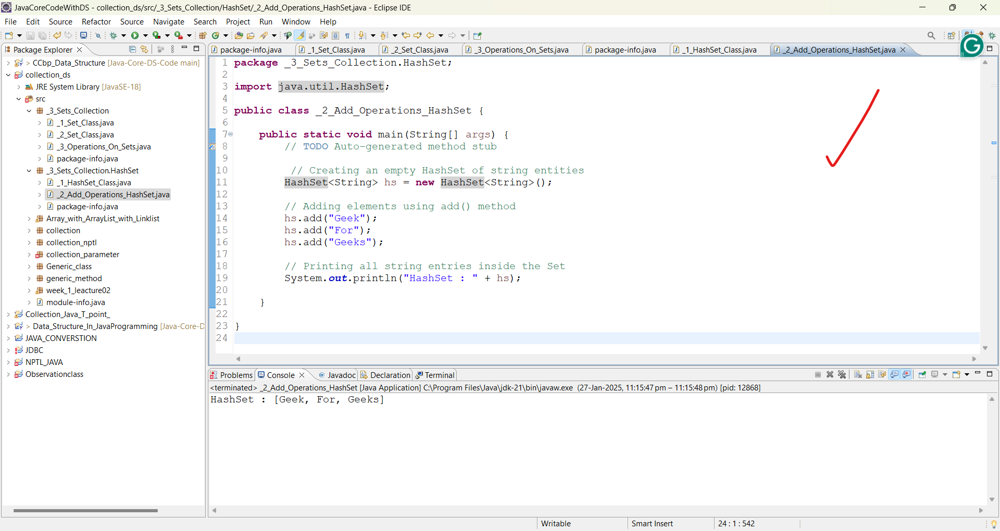 JavaCoreCodeWithDS - collection_ds/src/_3_Sets_Collection/HashSet/_2_Add_Operations_HashSet.java - Eclipse IDE
File Edit Source Refactor Source Navigate Search Project Run Window Help
Package Explorer
> CCbp_Data_Structure [Java-Core-DS-Code main]
collection_ds
JRE System Library [JavaSE-18]
src
_3_Sets_Collection
_1_Set_Class.java
_2_Set_Class.java
_3_Operations_On_Sets.java
package-info.java
_3_Sets_Collection.HashSet
_1_HashSet_Class.java
_2_Add_Operations_HashSet.java
package-info.java
Array_with_ArrayList_with_Linklist
collection
collection_nptl
collection_parameter
Generic_class
generic_method
week_1_leacture02
module-info.java
Collection_Java_T_point_
> Data_Structure_In_JavaProgramming [Java-Core-D
JAVA_CONVERSTION
JDBC
NPTL_JAVA
Observationclass
package-info.java _1_Set_Class.java _2_Set_Class.java _3_Operations_On_Sets.java package-info.java _1_HashSet_Class.java _2_Add_Operations_HashSet.java
G
1 package _3_Sets_Collection.HashSet;
2
3 import java.util.HashSet;
4
5 public class _2_Add_Operations_HashSet {
6
7 public static void main(String[] args) {
8 // TODO Auto-generated method stub
9
10 // Creating an empty HashSet of string entities
11 HashSet<String> hs = new HashSet<String>();
12
13 // Adding elements using add() method
14 hs.add("Geek");
15 hs.add("For");
16 hs.add("Geeks");
17
18 // Printing all string entries inside the Set
19 System.out.println("HashSet : " + hs);
20
21 }
22
23 }
24
Problems Console Javadoc Declaration Terminal
<terminated> _2_Add_Operations_HashSet [Java Application] C:\Program Files\Java\jdk-21\bin\javaw.exe (27-Jan-2025, 11:15:47 pm – 11:15:48 pm) [pid: 12868]
HashSet : [Geek, For, Geeks]
Writable Smart Insert 24 : 1 : 542